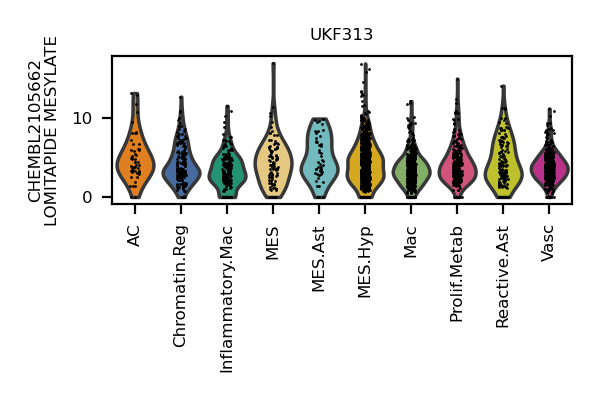 UKF313
CHEMBL2105662
LOMITAPIDE MESYLATE
10
0
AC
Chromatin.Reg
Inflammatory.Mac
MES
MES.Ast
MES.Hyp
Mac
Prolif.Metab
Reactive.Ast
Vasc